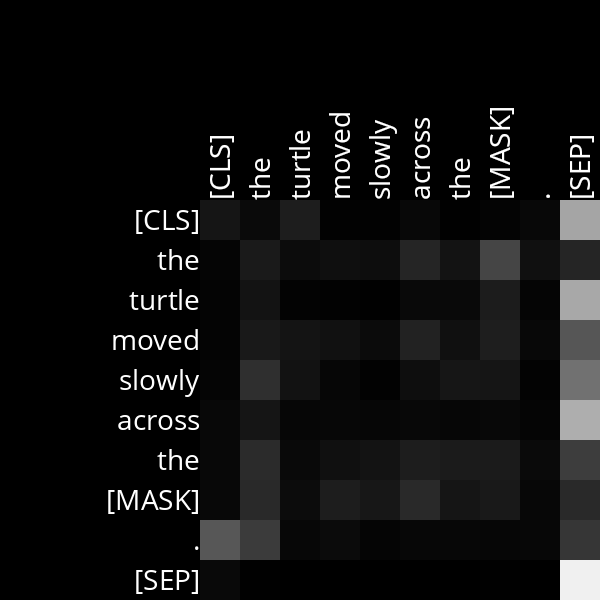 [CLS] the turtle moved slowly across the [MASK] . [SEP]
[CLS]
the
turtle
moved
slowly
across
the
[MASK]
.
[SEP]